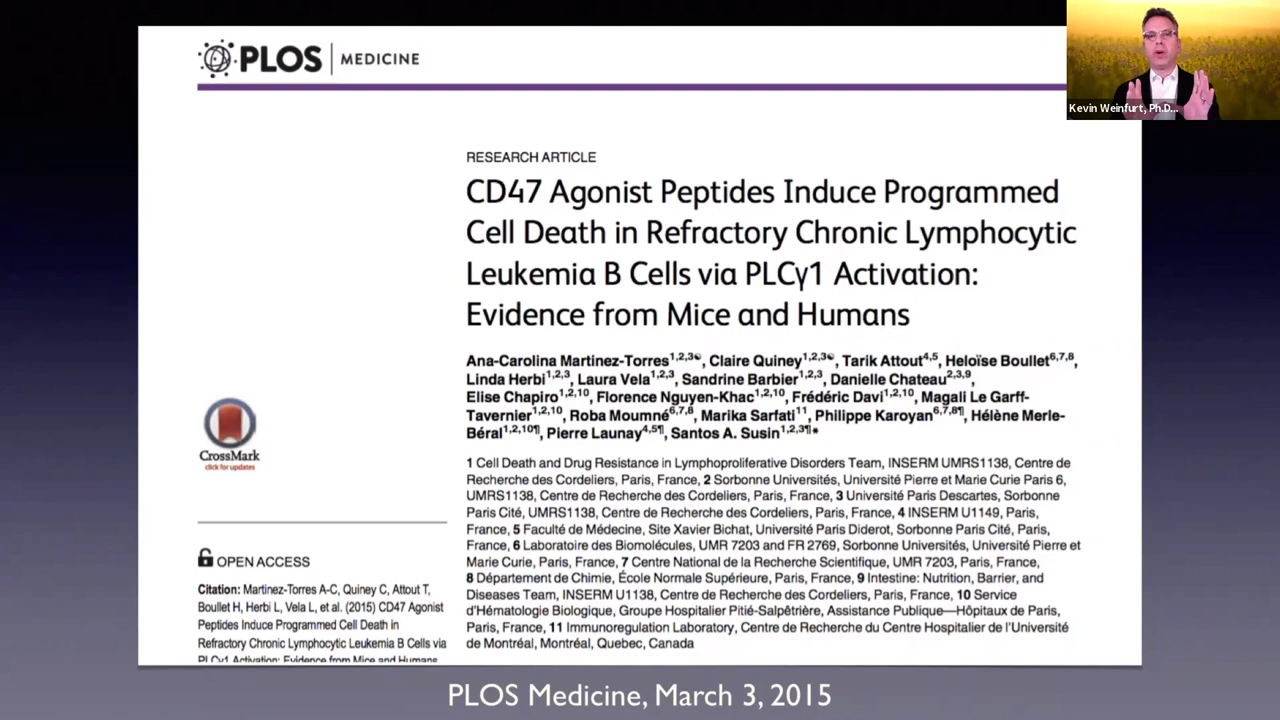 PLOS MEDICINE
Kevin Weinfurt, Ph.D...
RESEARCH ARTICLE
CD47 Agonist Peptides Induce Programmed
Cell Death in Refractory Chronic Lymphocytic
Leukemia B Cells via PLCγ1 Activation:
Evidence from Mice and Humans
Ana-Carolina Martinez-Torres1,2,3☯, Claire Quiney1,2,3☯, Tarik Attout4,5, Heloïse Boullet6,7,8,
Linda Herbi1,2,3, Laura Vela1,2,3, Sandrine Barbier1,2,3, Danielle Chateau2,3,9,
Elise Chapiro1,2,10, Florence Nguyen-Khac1,2,10, Frédéric Davi1,2,10, Magali Le Garff-
Tavernier1,2,10, Roba Moumné6,7,8, Marika Sarfati11, Philippe Karoyan6,7,8¶, Hélène Merle-
Béral1,2,10¶, Pierre Launay4,5¶, Santos A. Susin1,2,3¶*
1 Cell Death and Drug Resistance in Lymphoproliferative Disorders Team, INSERM UMRS1138, Centre de
Recherche des Cordeliers, Paris, France, 2 Sorbonne Universités, Université Pierre et Marie Curie Paris 6,
UMRS1138, Centre de Recherche des Cordeliers, Paris, France, 3 Université Paris Descartes, Sorbonne
Paris Cité, UMRS1138, Centre de Recherche des Cordeliers, Paris, France, 4 INSERM U1149, Paris,
France, 5 Faculté de Médecine, Site Xavier Bichat, Université Paris Diderot, Sorbonne Paris Cité, Paris,
France, 6 Laboratoire des Biomolécules, UMR 7203 and FR 2769, Sorbonne Universités, Université Pierre et
Marie Curie, Paris, France, 7 Centre National de la Recherche Scientifique, UMR 7203, Paris, France,
8 Département de Chimie, École Normale Supérieure, Paris, France, 9 Intestine: Nutrition, Barrier, and
Diseases Team, INSERM U1138, Centre de Recherche des Cordeliers, Paris, France, 10 Service
d'Hématologie Biologique, Groupe Hospitalier Pitié-Salpêtrière, Assistance Publique—Hôpitaux de Paris,
Paris, France, 11 Immunoregulation Laboratory, Centre de Recherche du Centre Hospitalier de l'Université
de Montréal, Montréal, Quebec, Canada
CrossMark
click for updates
OPEN ACCESS
Citation: Martinez-Torres A-C, Quiney C, Attout T,
Boullet H, Herbi L, Vela L, et al. (2015) CD47 Agonist
Peptides Induce Programmed Cell Death in
Refractory Chronic Lymphocytic Leukemia B Cells via
PLCγ1 Activation: Evidence from Mice and Humans
PLOS Medicine, March 3, 2015